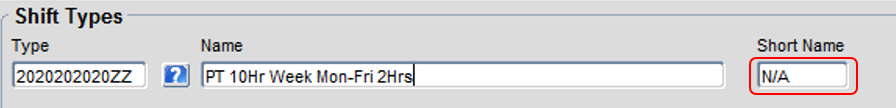 Shift Types
Type Name Short Name
2020202020ZZ ? PT 10Hr Week Mon-Fri 2Hrs N/A